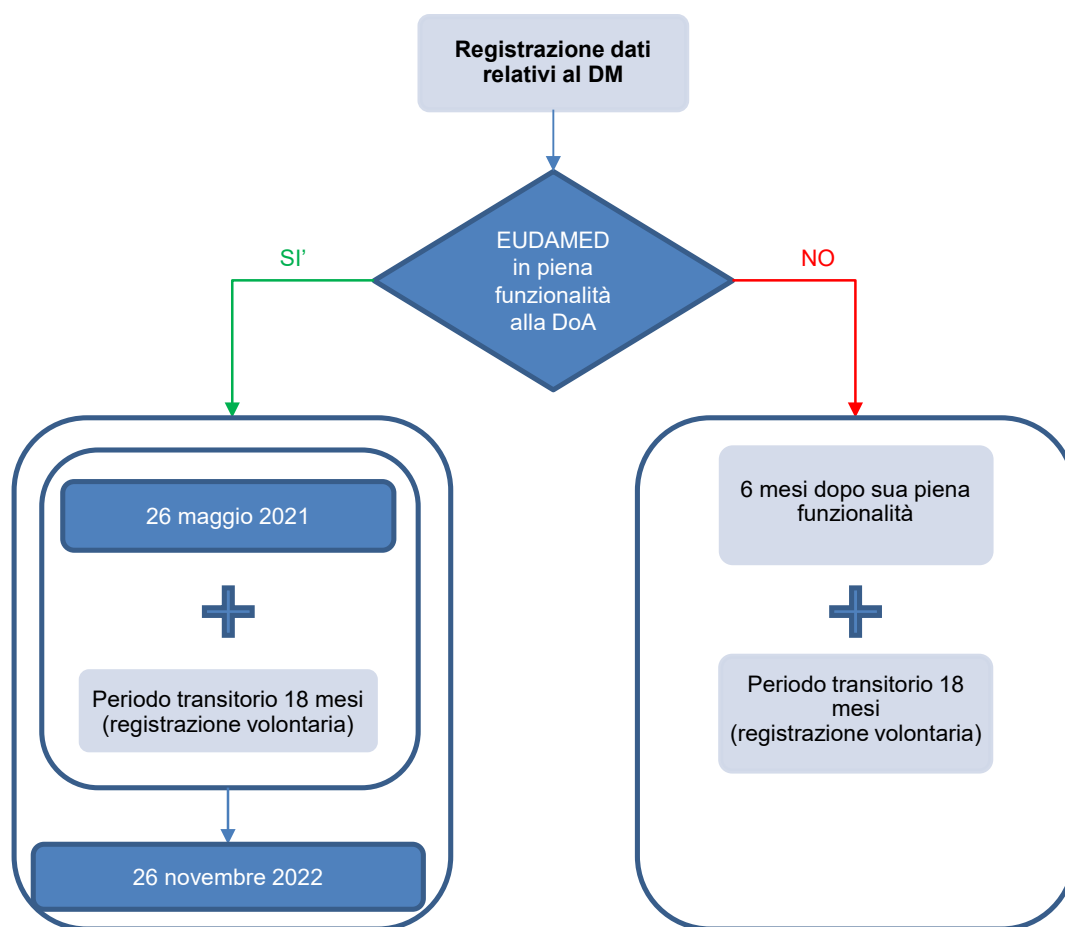 Registrazione dati
relativi al DM
EUDAMED
in piena
funzionalità
alla DoA
SI’
NO
26 maggio 2021
Periodo transitorio 18 mesi
(registrazione volontaria)
26 novembre 2022
6 mesi dopo sua piena
funzionalità
Periodo transitorio 18
mesi
(registrazione volontaria)